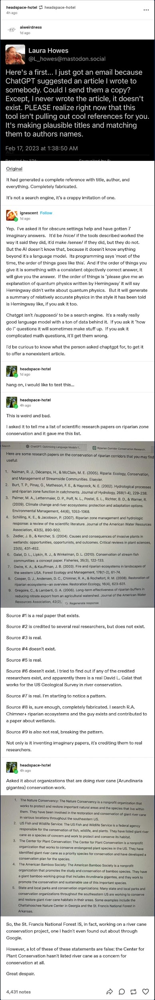 headspace-hotel headspace-hotel
4h ago
aiweirdness
1d ago
Laura Howes
@L_howes@mastodon.social
Here's a first... I just got an email because
ChatGPT suggested an article I wrote to
somebody. Could I send them a copy?
Except, I never wrote the article, it doesn't
exist. PLEASE realize right now that this
tool isn't pulling out cool references for you.
It's making plausible titles and matching
them to authors names.
Feb 17, 2023 at 1:38:50 AM
ALT
Original
It had generated a complete reference with title, author, and
everything. Completely fabricated.
It's not a search engine, it's a crappy imitation of one.
ignescent Follow
1d ago
Yep. I've asked it for obscure settings help and have gotten 7
imaginary answers. It'd be /nice/ if the tools described worked the
way it said they did, it'd make /sense/ if they did, but they do not.
But the AI doesn't know that, because it doesn't know anything
beyond it's a language model. Its programming says 'most of the
time, the order of things goes like this'. And if the order of things you
give it is something with a consistent objectively correct answer, it
will give you the answer. If the order of things is "please give me an
explanation of quantum physics written by Hemingway' it will say
Hemingway didn't write about quantum physics. But it will generate
a summary of relatively accurate physics in the style it has been told
is Hemingway like, if you ask it too.
Chatgpt isn't /supposed/ to be a search engine. It's a really really
good language model with a ton of data behind it. If you ask it "how
do I" questions it will sometimes make stuff up. If you ask it
complicated math questions, it'll get them wrong.
I'd be curious to know what the person asked chaptgpt for, to get it
to offer a nonexistent article.
headspace-hotel
1d ago
hang on, i would like to test this...
headspace-hotel
4h ago
This is weird and bad.
I asked it to tell me a list of scientific research papers on riparian zone
conservation and it gave me this list.
Search ChatGPT: Optimizing Language Models f... Riparian Corridor Conservation Research.
Here are some research papers on the conservation of riparian corridors that you may find
useful:
1. Naiman, R. J., Décamps, H., & McClain, M. E. (2005). Riparia: Ecology, Conservation,
and Management of Streamside Communities. Elsevier.
2. Burt, T. P., Pinay, G., Matheson, F. E., & Haycock, N. E. (2002). Hydrological processes
and riparian zone function in catchments. Journal of Hydrology, 268(1-4), 229-238.
3. Palmer, M. A., Lettenmaier, D. P., Poff, N. L., Postel, S. L., Richter, B. D., & Warner, R.
(2009). Climate change and river ecosystems: protection and adaptation options.
Environmental Management, 44(6), 1053-1068.
4. Schilling, K. E., & Jacobson, P. (2007). Riparian zone management and hydrologic
response: a review of the scientific literature. Journal of the American Water Resources
Association, 43(5), 890-902.
5. Zedler, J. B., & Kercher, S. (2004). Causes and consequences of invasive plants in
wetlands: opportunities, opportunists, and outcomes. Critical reviews in plant sciences,
23(5), 431-452.
6. Galat, D. L., Lipkin, R. J., & Winkelman, D. L. (2010). Conservation of stream fish
communities: a concept paper. Fisheries, 35(3), 122-133.
7. Dwire, K. A., & Kauffman, J. B. (2003). Fire and riparian ecosystems in landscapes of
the western USA. Forest Ecology and Management, 178(1-2), 61-74.
8. Cooper, D. J., Andersen, D. C., Chimner, R. A., & Rochefort, R. M. (2008). Restoration of
riparian ecosystems—an overview. Restoration Ecology, 16(4), 623-631.
9. Gregoire, C., & Lamberti, G. A. (2006). Long-term effectiveness of riparian buffers in
reducing nitrate export from an agricultural watershed. Journal of the American Water
Resources Association, 42(2), Regenerate response
Source #1 is a real paper that exists.
Source #2 is credited to several real researchers, but does not exist.
Source #3 is real.
Source #4 doesn't exist.
Source #5 is real.
Source #6 doesn't exist. I tried to find out if any of the credited
researchers exist, and apparently there is a real David L. Galat that
works for the US Geological Survey in river conservation.
Source #7 is real. I'm starting to notice a pattern.
Source #8 is, sure enough, completely fabricated. I search R.A.
Chimner+ riparian ecosystems and the guy exists and contributed to
a paper about wetlands.
Source #9 is also not real, breaking the pattern.
Not only is it inventing imaginary papers, it's crediting them to real
researchers.
headspace-hotel
4h ago
Asked it about organizations that are doing river cane (Arundinaria
gigantea) conservation work.
1. The Nature Conservancy: The Nature Conservancy is a nonprofit organization that
works to protect and restore important natural areas and the species that live within
them. They have been involved in the restoration and conservation of giant river cane
in various locations throughout the southeastern US.
2. US Fish and Wildlife Service: The US Fish and Wildlife Service is a federal agency
responsible for the conservation of fish, wildlife, and plants. They have listed giant river
cane as a species of concern and work to protect and conserve its habitat.
3. The Center for Plant Conservation: The Center for Plant Conservation is a nonprofit
organization that works to conserve endangered plant species in the US. They have
identified giant river cane as a priority species for conservation and have developed a
conservation plan for the species.
4. The American Bamboo Society: The American Bamboo Society is a nonprofit
organization that promotes the study and conservation of bamboo species. They have
a giant bamboo working group that includes Arundinaria gigantea, and they work to
promote the conservation and sustainable use of this important species.
5. State and local parks and conservation organizations: Many state and local parks and
conservation organizations throughout the southeastern US are working to conserve
and restore giant river cane habitats in their areas. Some examples include the
Chattahoochee Nature Center in Georgia and the St. Francis National Forest in
Arkansas.
So, the St. Francis National Forest IS, in fact, working on a river cane
conservation project, one I hadn't even found out about through
Google.
However, a lot of these of these statements are false: the Center for
Plant Conservation hasn't listed river cane as a concern for
conservation at all.
Great despair.
4,431 notes